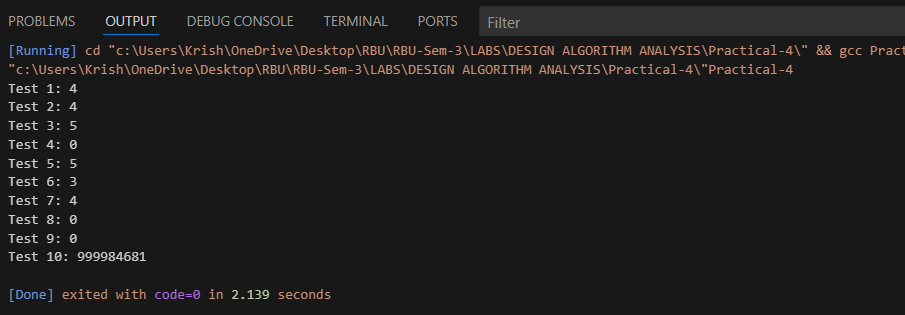 PROBLEMS OUTPUT DEBUG CONSOLE TERMINAL PORTS Filter
[Running] cd "c:\Users\Krish\OneDrive\Desktop\RBU\RBU-Sem-3\LABS\DESIGN ALGORITHM ANALYSIS\Practical-4\" && gcc Pract
"c:\Users\Krish\OneDrive\Desktop\RBU\RBU-Sem-3\LABS\DESIGN ALGORITHM ANALYSIS\Practical-4\"Practical-4
Test 1: 4
Test 2: 4
Test 3: 5
Test 4: 0
Test 5: 5
Test 6: 3
Test 7: 4
Test 8: 0
Test 9: 0
Test 10: 999984681
[Done] exited with code=0 in 2.139 seconds